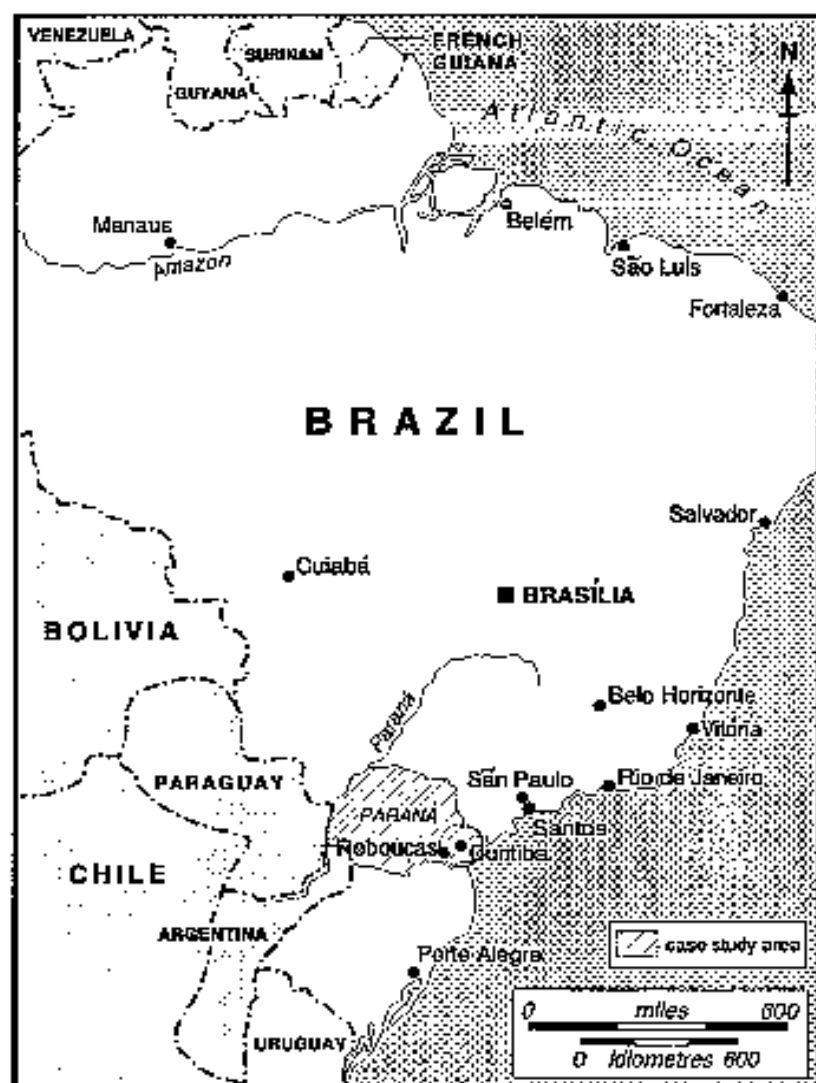 VENEZUELA
SURINAM
FRENCH
GUIANA
GUYANA
N
Atlantic Ocean
Manaus
Amazon
Belém
São Luís
Fortaleza
BRAZIL
Salvador
Cuiabá
BRASÍLIA
BOLIVIA
Paraná
Belo Horizonte
Vitória
PARAGUAY
São Paulo
Rio de Janeiro
PARANÁ
Santos
Reboucas
Curitiba
CHILE
ARGENTINA
Porto Alegre
case study area
URUGUAY
0 miles 600
0 kilometres 600